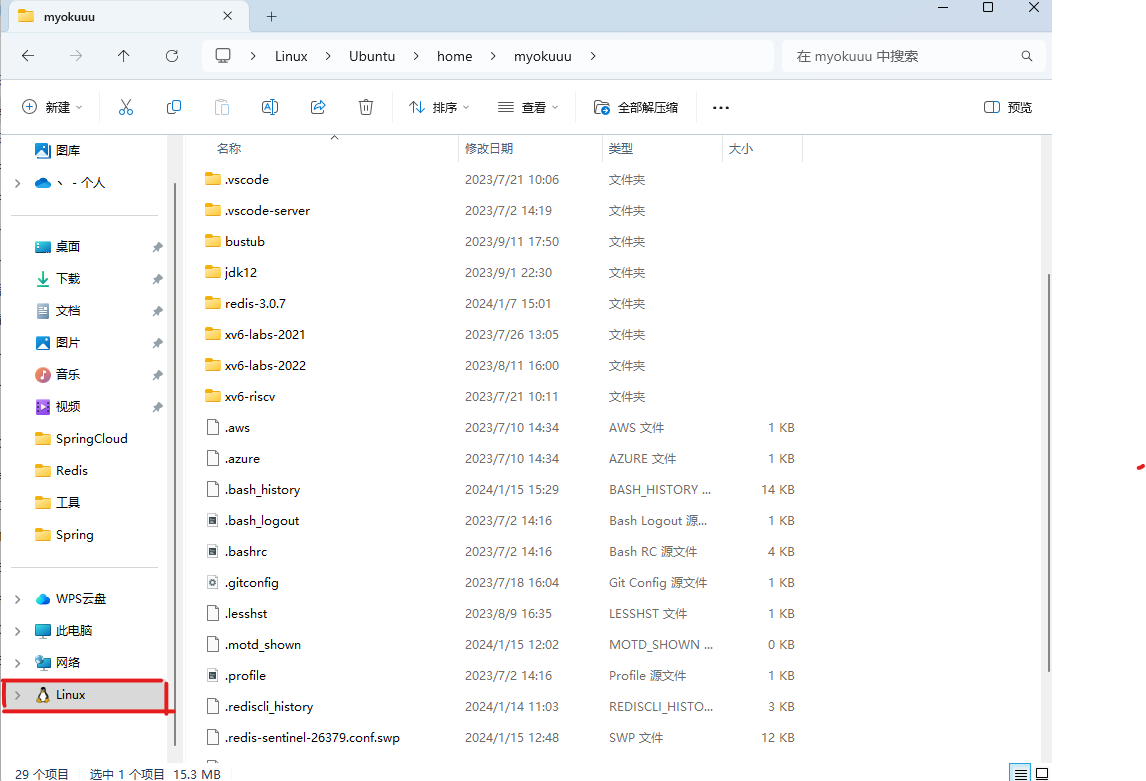 myokuuu
Linux Ubuntu home myokuuu 在 myokuuu 中搜索
新建 排序 查看 全部解压缩 ... 预览
图库
丶 - 个人
桌面
下载
文档
图片
音乐
视频
SpringCloud
Redis
工具
Spring
WPS云盘
此电脑
网络
Linux
名称 修改日期 类型 大小
.vscode 2023/7/21 10:06 文件夹
.vscode-server 2023/7/2 14:19 文件夹
bustub 2023/9/11 17:50 文件夹
jdk12 2023/9/1 22:30 文件夹
redis-3.0.7 2024/1/7 15:01 文件夹
xv6-labs-2021 2023/7/26 13:05 文件夹
xv6-labs-2022 2023/8/11 16:00 文件夹
xv6-riscv 2023/7/21 10:11 文件夹
.aws 2023/7/10 14:34 AWS 文件 1 KB
.azure 2023/7/10 14:34 AZURE 文件 1 KB
.bash_history 2024/1/15 15:29 BASH_HISTORY ... 14 KB
.bash_logout 2023/7/2 14:16 Bash Logout 源... 1 KB
.bashrc 2023/7/2 14:16 Bash RC 源文件 4 KB
.gitconfig 2023/7/18 16:04 Git Config 源文件 1 KB
.lesshst 2023/8/9 16:35 LESSHST 文件 1 KB
.motd_shown 2024/1/15 12:02 MOTD_SHOWN ... 0 KB
.profile 2023/7/2 14:16 Profile 源文件 1 KB
.rediscli_history 2024/1/14 11:03 REDISCLI_HISTO... 3 KB
.redis-sentinel-26379.conf.swp 2024/1/15 12:48 SWP 文件 12 KB
29 个项目 选中 1 个项目 15.3 MB